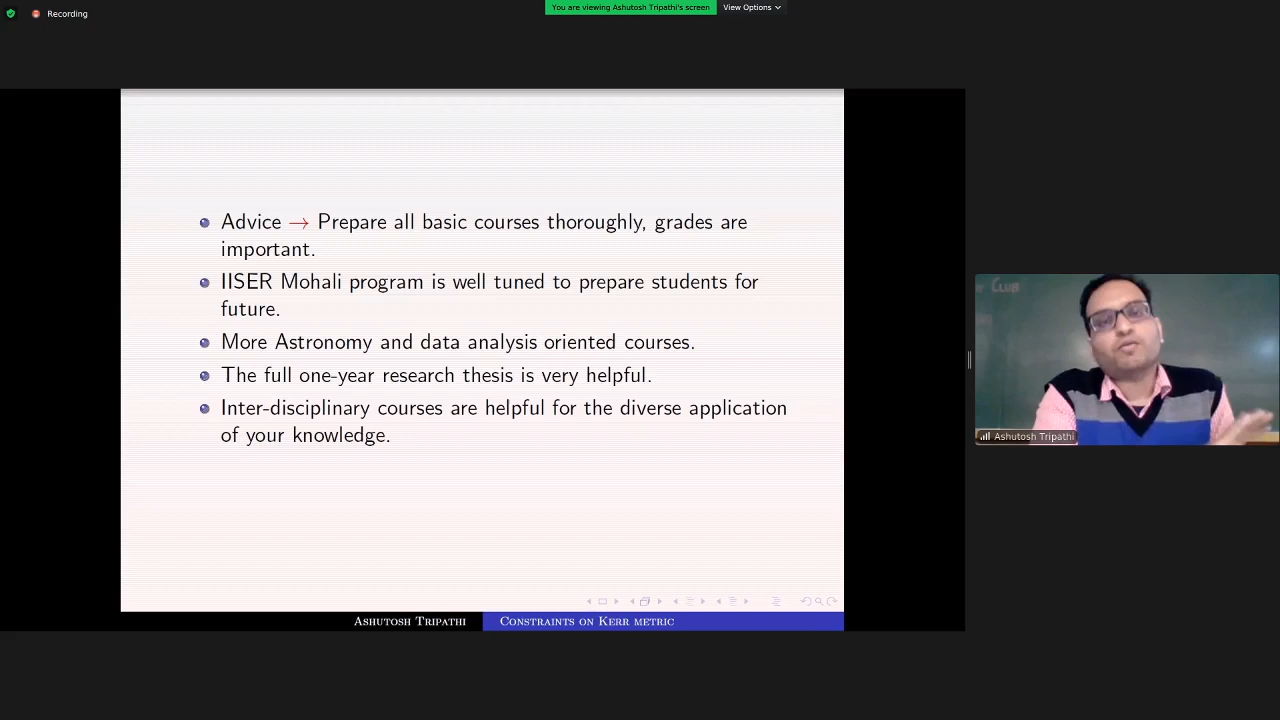 Recording
You are viewing Ashutosh Tripathi's screen
View Options
Advice → Prepare all basic courses thoroughly, grades are
important.
IISER Mohali program is well tuned to prepare students for
future.
More Astronomy and data analysis oriented courses.
The full one-year research thesis is very helpful.
Inter-disciplinary courses are helpful for the diverse application
of your knowledge.
Club
Ashutosh Tripathi
Ashutosh Tripathi
Constraints on Kerr metric